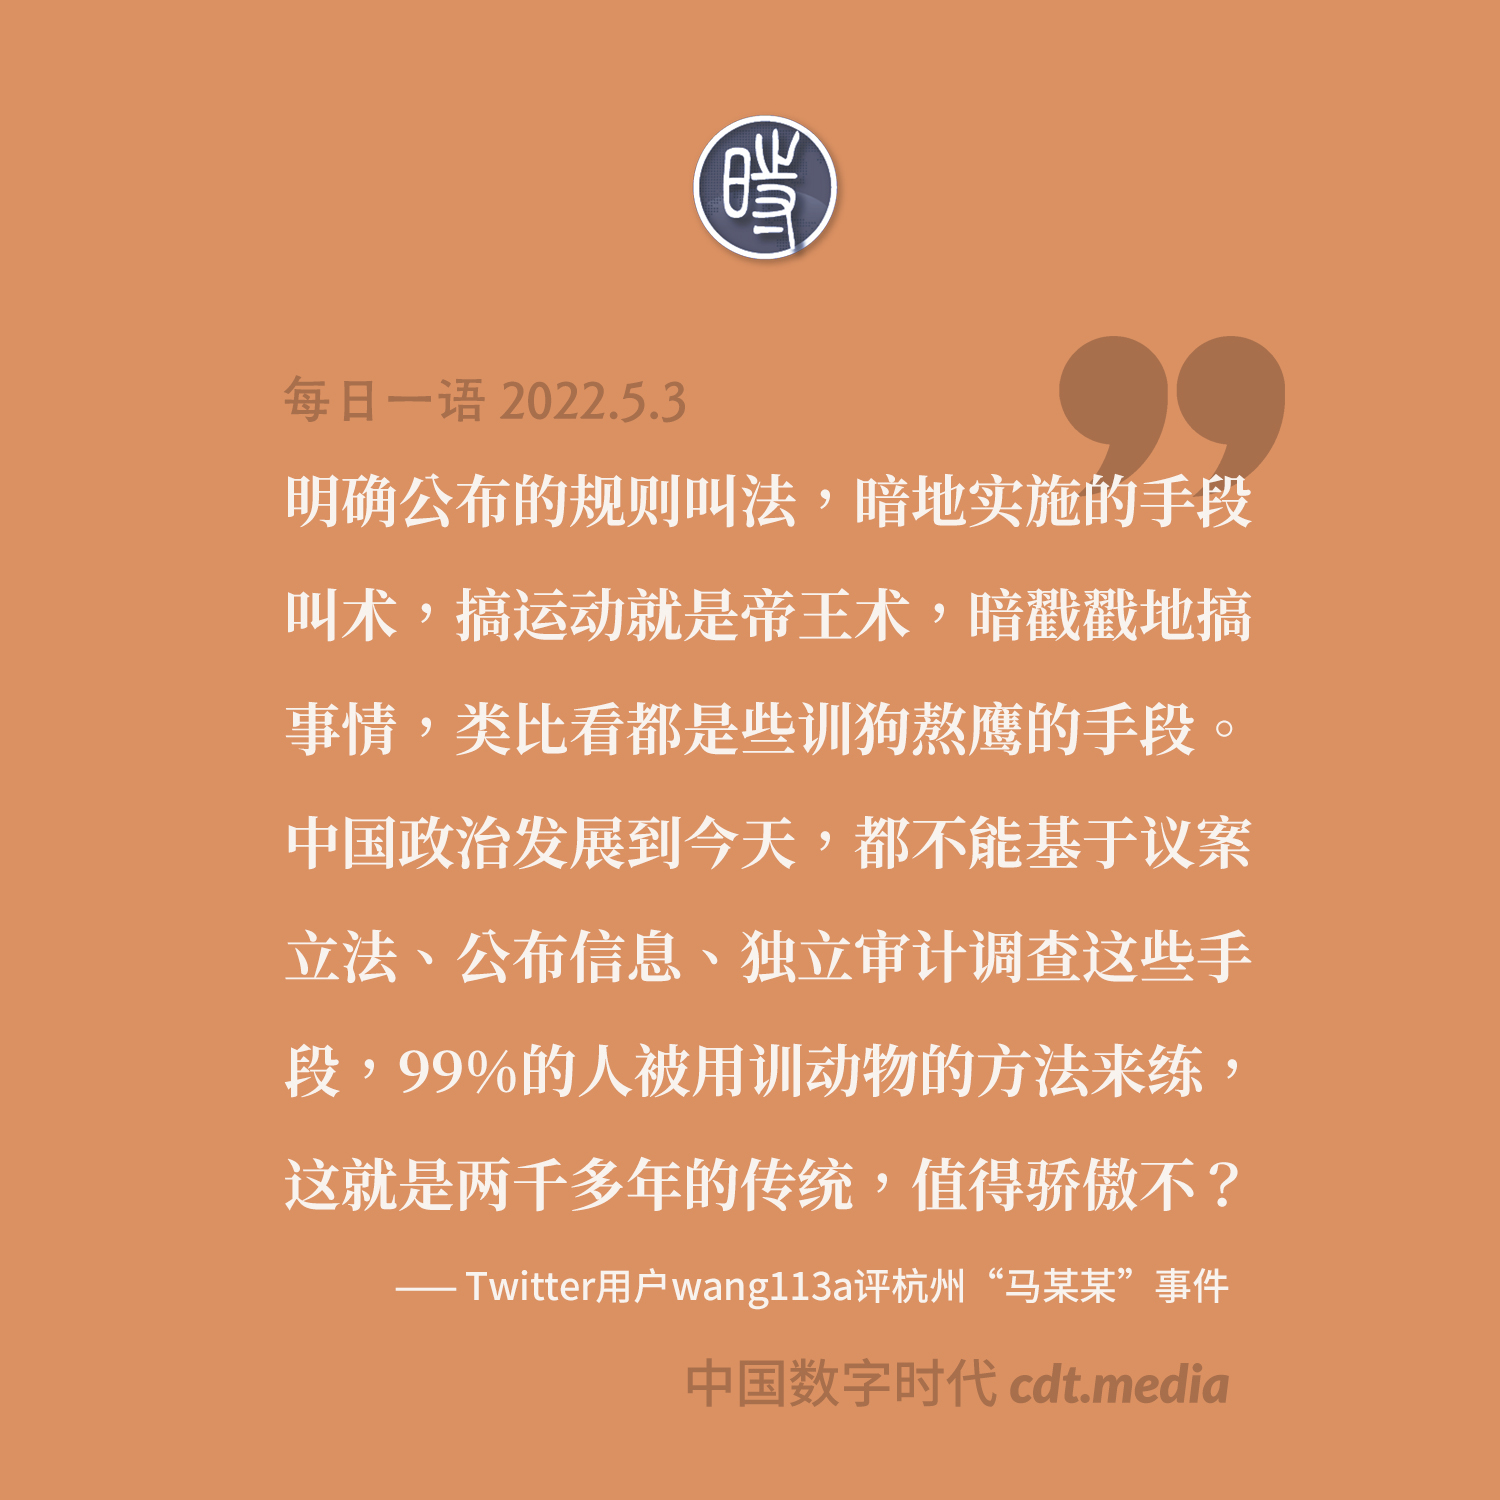 時
每日一语 2022.5.3
明确公布的规则叫法，暗地实施的手段
叫术，搞运动就是帝王术，暗戳戳地搞
事情，类比看都是些训狗熬鹰的手段。
中国政治发展到今天，都不能基于议案
立法、公布信息、独立审计调查这些手
段，99%的人被用训动物的方法来练，
这就是两千多年的传统，值得骄傲不？
—— Twitter用户wang113a评杭州“马某某”事件
中国数字时代 cdt.media